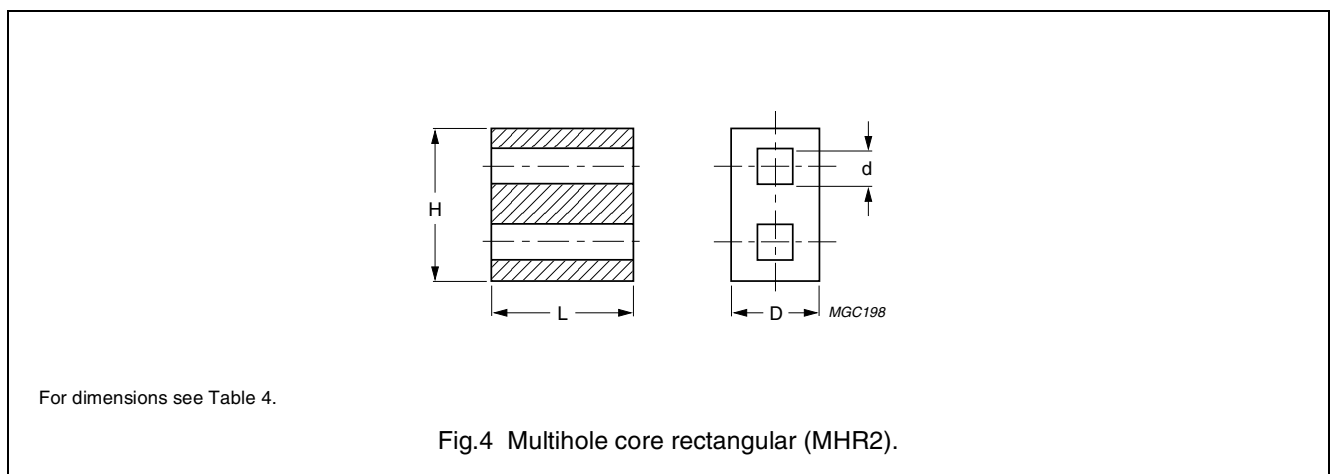 H
d
L
D
MGC198
For dimensions see Table 4.
Fig.4 Multihole core rectangular (MHR2).